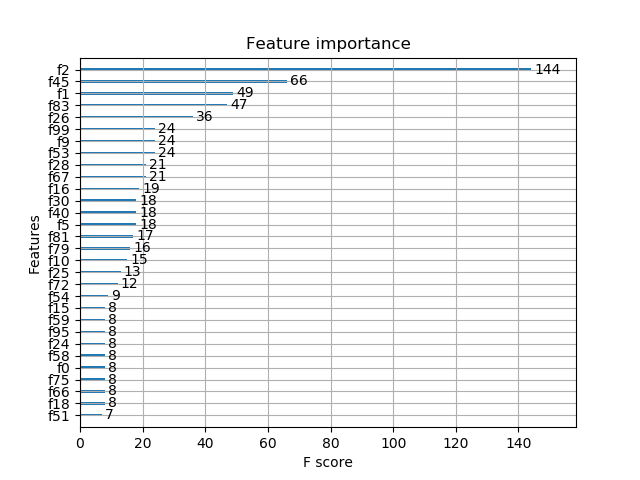 Feature importance
f2 144
f45 66
f1 49
f83 47
f26 36
f99 24
f9 24
f53 24
f28 21
f67 21
f16 19
f30 18
f40 18
f5 18
f81 17
f79 16
f10 15
f25 13
f72 12
f54 9
f15 8
f59 8
f95 8
f24 8
f58 8
f0 8
f75 8
f66 8
f18 8
f51 7
Features
0 20 40 60 80 100 120 140
F score